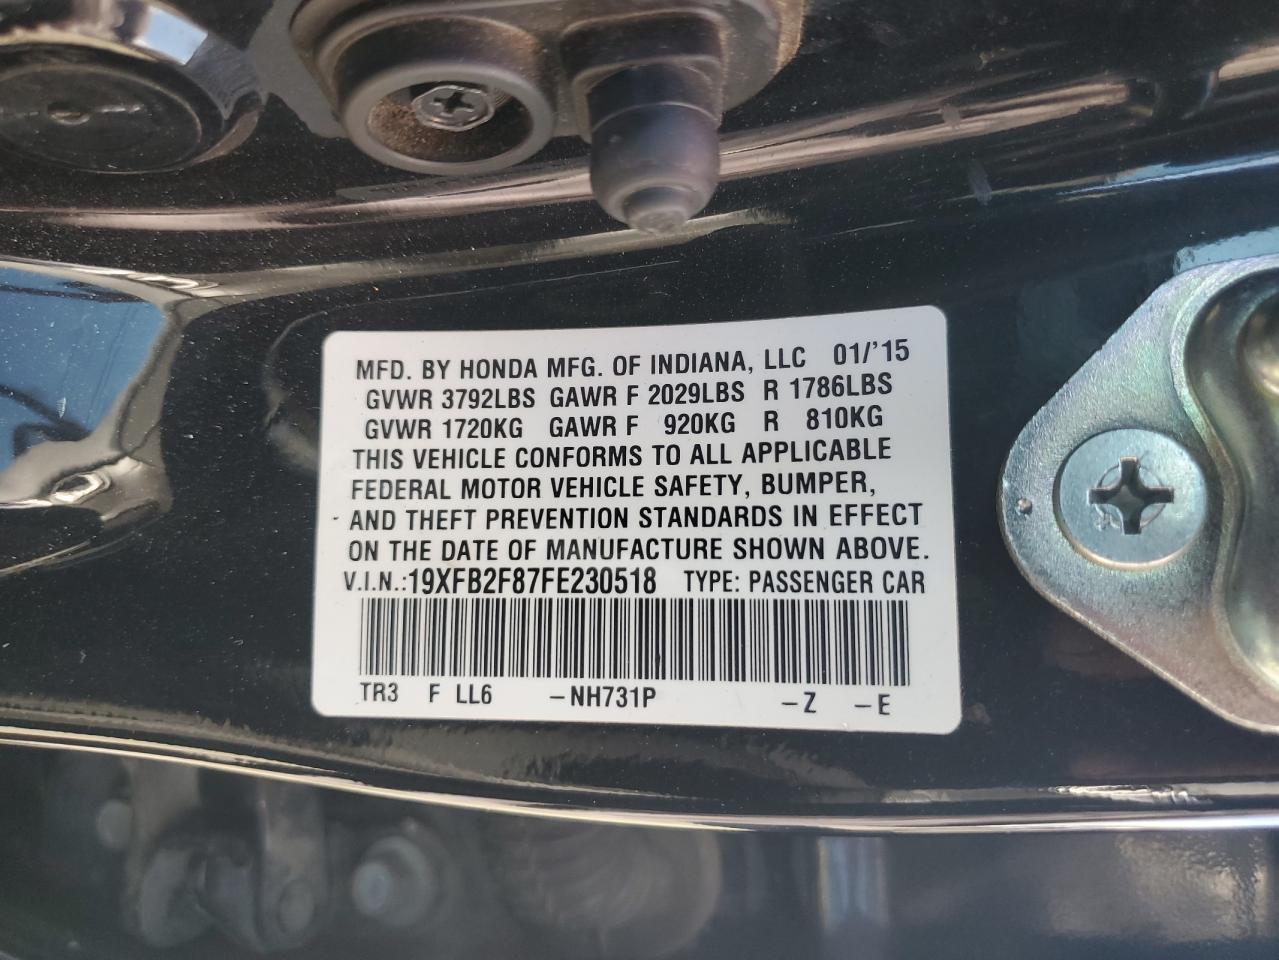 MFD. BY HONDA MFG. OF INDIANA, LLC 01/'15
GVWR 3792LBS GAWR F 2029LBS R 1786LBS
GVWR 1720KG GAWR F 920KG R 810KG
THIS VEHICLE CONFORMS TO ALL APPLICABLE
FEDERAL MOTOR VEHICLE SAFETY, BUMPER,
AND THEFT PREVENTION STANDARDS IN EFFECT
ON THE DATE OF MANUFACTURE SHOWN ABOVE.
V.I.N.:19XFB2F87FE230518 TYPE: PASSENGER CAR
TR3 F LL6 -NH731P -Z -E